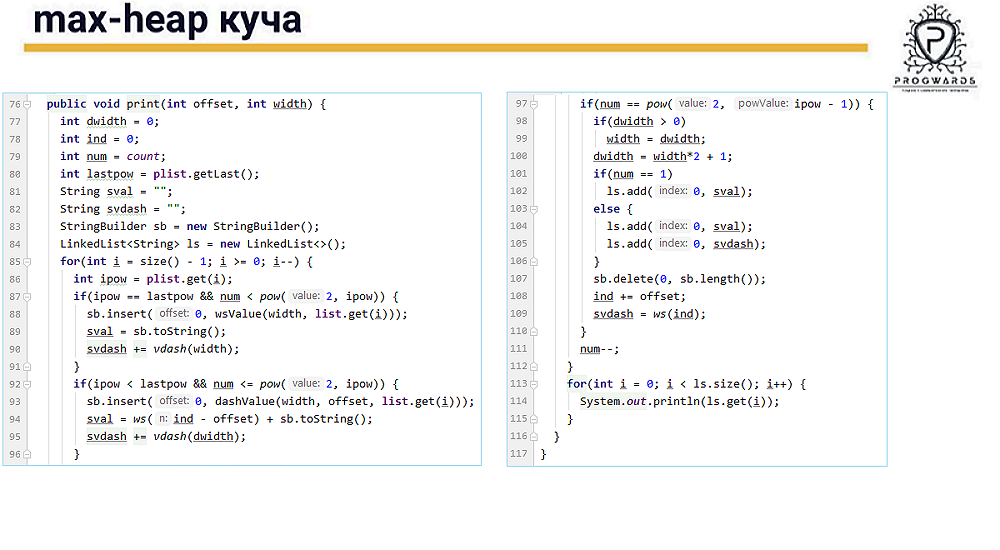 max-heap куча
PROGWARDS
76 public void print(int offset, int width) {
77 int dwidth = 0;
78 int ind = 0;
79 int num = count;
80 int lastpow = plist.getLast();
81 String sval = "";
82 String svdash = "";
83 StringBuilder sb = new StringBuilder();
84 LinkedList<String> ls = new LinkedList<>();
85 for(int i = size() - 1; i >= 0; i--) {
86 int ipow = plist.get(i);
87 if(ipow == lastpow && num < pow( value: 2, ipow)) {
88 sb.insert( offset: 0, wsValue(width, list.get(i)));
89 sval = sb.toString();
90 svdash += vdash(width);
91 }
92 if(ipow < lastpow && num <= pow( value: 2, ipow)) {
93 sb.insert( offset: 0, dashValue(width, offset, list.get(i)));
94 sval = ws( n: ind - offset) + sb.toString();
95 svdash += vdash(dwidth);
96 }
97 if(num == pow( value: 2, powValue: ipow - 1)) {
98 if(dwidth > 0)
99 width = dwidth;
100 dwidth = width*2 + 1;
101 if(num == 1)
102 ls.add( index: 0, sval);
103 else {
104 ls.add( index: 0, sval);
105 ls.add( index: 0, svdash);
106 }
107 sb.delete(0, sb.length());
108 ind += offset;
109 svdash = ws(ind);
110 }
111 num--;
112 }
113 for(int i = 0; i < ls.size(); i++) {
114 System.out.println(ls.get(i));
115 }
116 }
117 }